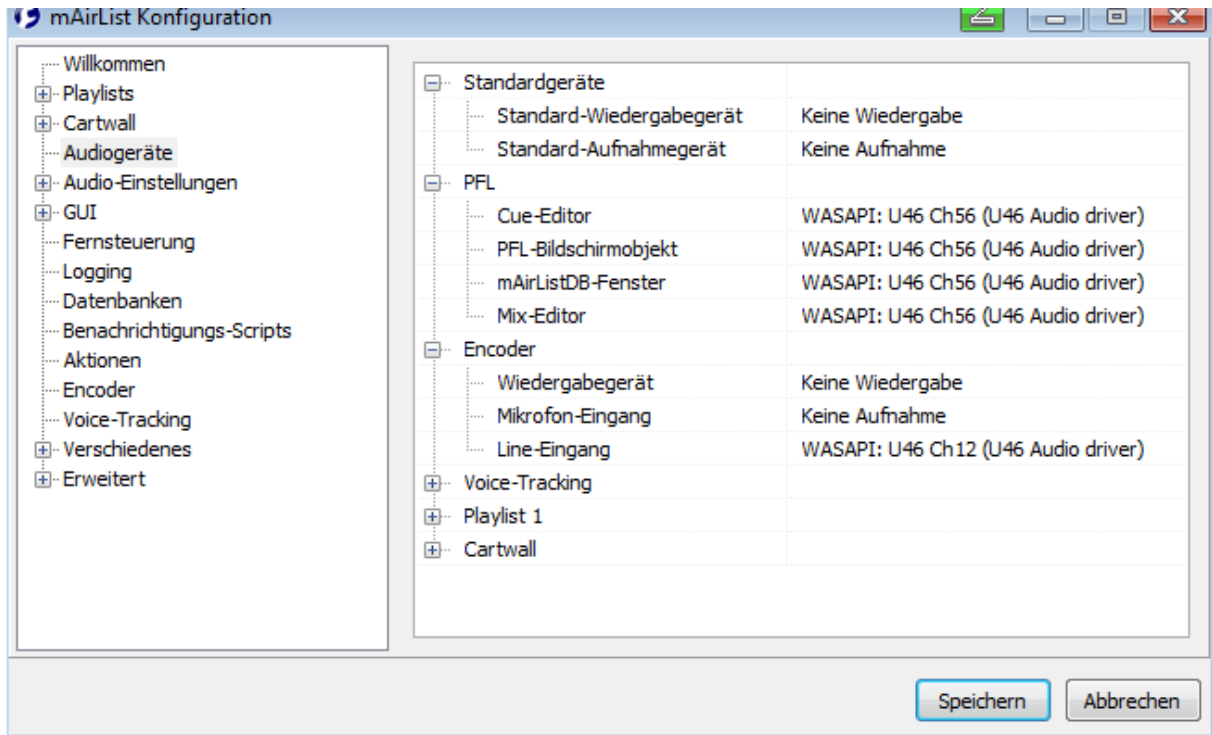 mAirList Konfiguration
Willkommen
Playlists
Cartwall
Audiogeräte
Audio-Einstellungen
GUI
Fernsteuerung
Logging
Datenbanken
Benachrichtigungs-Scripts
Aktionen
Encoder
Voice-Tracking
Verschiedenes
Erweitert
Standardgeräte
Standard-Wiedergabegerät Keine Wiedergabe
Standard-Aufnahmegerät Keine Aufnahme
PFL
Cue-Editor WASAPI: U46 Ch56 (U46 Audio driver)
PFL-Bildschirmobjekt WASAPI: U46 Ch56 (U46 Audio driver)
mAirListDB-Fenster WASAPI: U46 Ch56 (U46 Audio driver)
Mix-Editor WASAPI: U46 Ch56 (U46 Audio driver)
Encoder
Wiedergabegerät Keine Wiedergabe
Mikrofon-Eingang Keine Aufnahme
Line-Eingang WASAPI: U46 Ch12 (U46 Audio driver)
Voice-Tracking
Playlist 1
Cartwall
Speichern Abbrechen